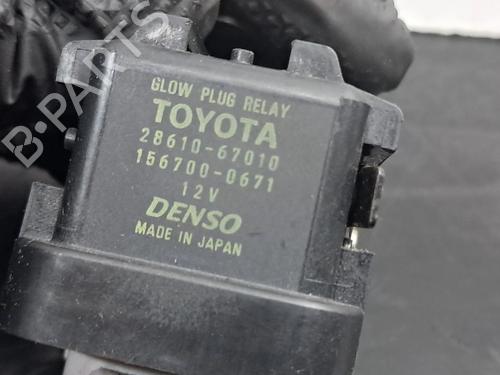 GLOW PLUG RELAY
TOYOTA
28610-67010
156700-0671
12V
DENSO
MADE IN JAPAN
B-PARTS